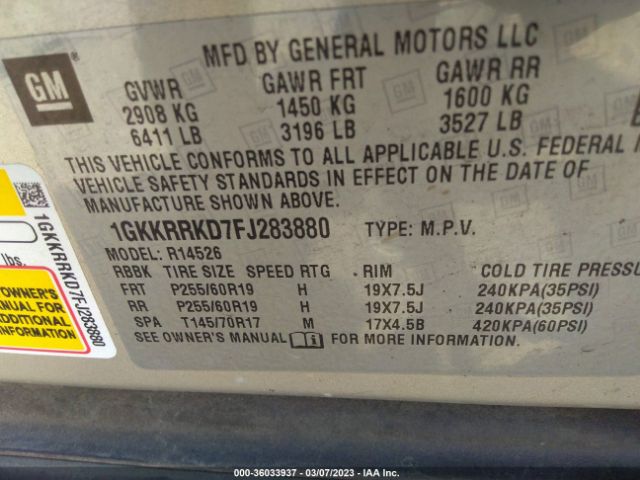 GM
MFD BY GENERAL MOTORS LLC
GVWR GAWR FRT GAWR RR
2908 KG 1450 KG 1600 KG
6411 LB 3196 LB 3527 LB
THIS VEHICLE CONFORMS TO ALL APPLICABLE U.S. FEDERAL
VEHICLE SAFETY STANDARDS IN EFFECT ON THE DATE OF
MANUFACTURE SHOWN ABOVE.
1GKKRRKD7FJ283880 TYPE: M.P.V.
MODEL: R14526
RBBK TIRE SIZE SPEED RTG RIM COLD TIRE PRESSU
FRT P255/60R19 H 19X7.5J 240KPA(35PSI)
RR P255/60R19 H 19X7.5J 240KPA(35PSI)
SPA T145/70R17 M 17X4.5B 420KPA(60PSI)
SEE OWNER'S MANUAL FOR MORE INFORMATION
1GKKRRKD7FJ283880
lbs.
OWNER'S
MANUAL FOR
ADDITIONAL
INFORMATION
000 - 36033937 - 03/07/2023 - IAA Inc.